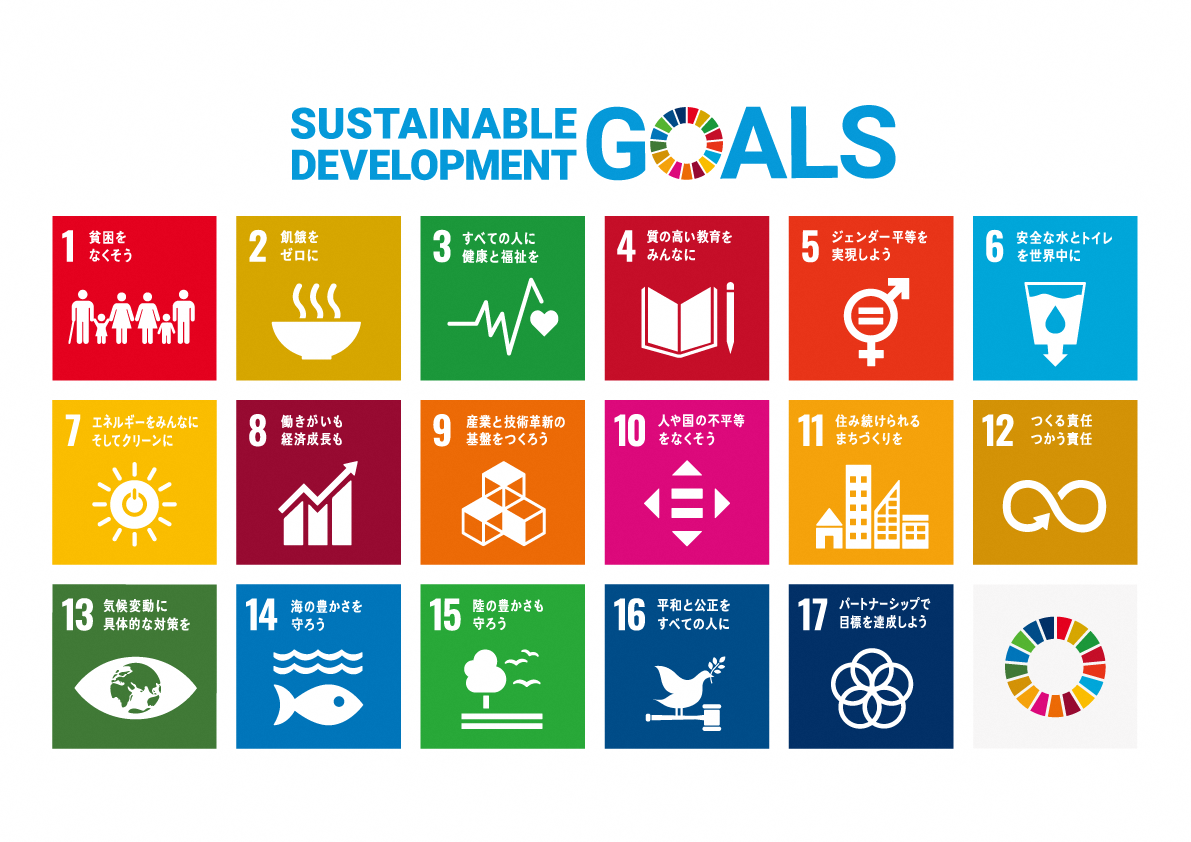 SUSTAINABLE
DEVELOPMENT
GOALS
1 貧困を
なくそう
2 飢餓を
ゼロに
3 すべての人に
健康と福祉を
4 質の高い教育を
みんなに
5 ジェンダー平等を
実現しよう
6 安全な水とトイレ
を世界中に
7 エネルギーをみんなに
そしてクリーンに
8 働きがいも
経済成長も
9 産業と技術革新の
基盤をつくろう
10 人や国の不平等
をなくそう
11 住み続けられる
まちづくりを
12 つくる責任
つかう責任
13 気候変動に
具体的な対策を
14 海の豊かさを
守ろう
15 陸の豊かさも
守ろう
16 平和と公正を
すべての人に
17 パートナーシップで
目標を達成しよう